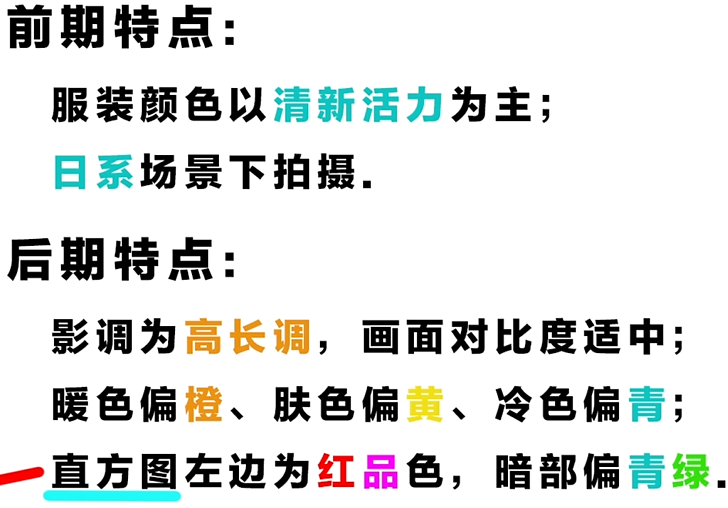 前期特点:
服装颜色以清新活力为主;
日系场景下拍摄.
后期特点:
影调为高长调，画面对比度适中;
暖色偏橙、肤色偏黄、冷色偏青;
直方图左边为红品色，暗部偏青绿.